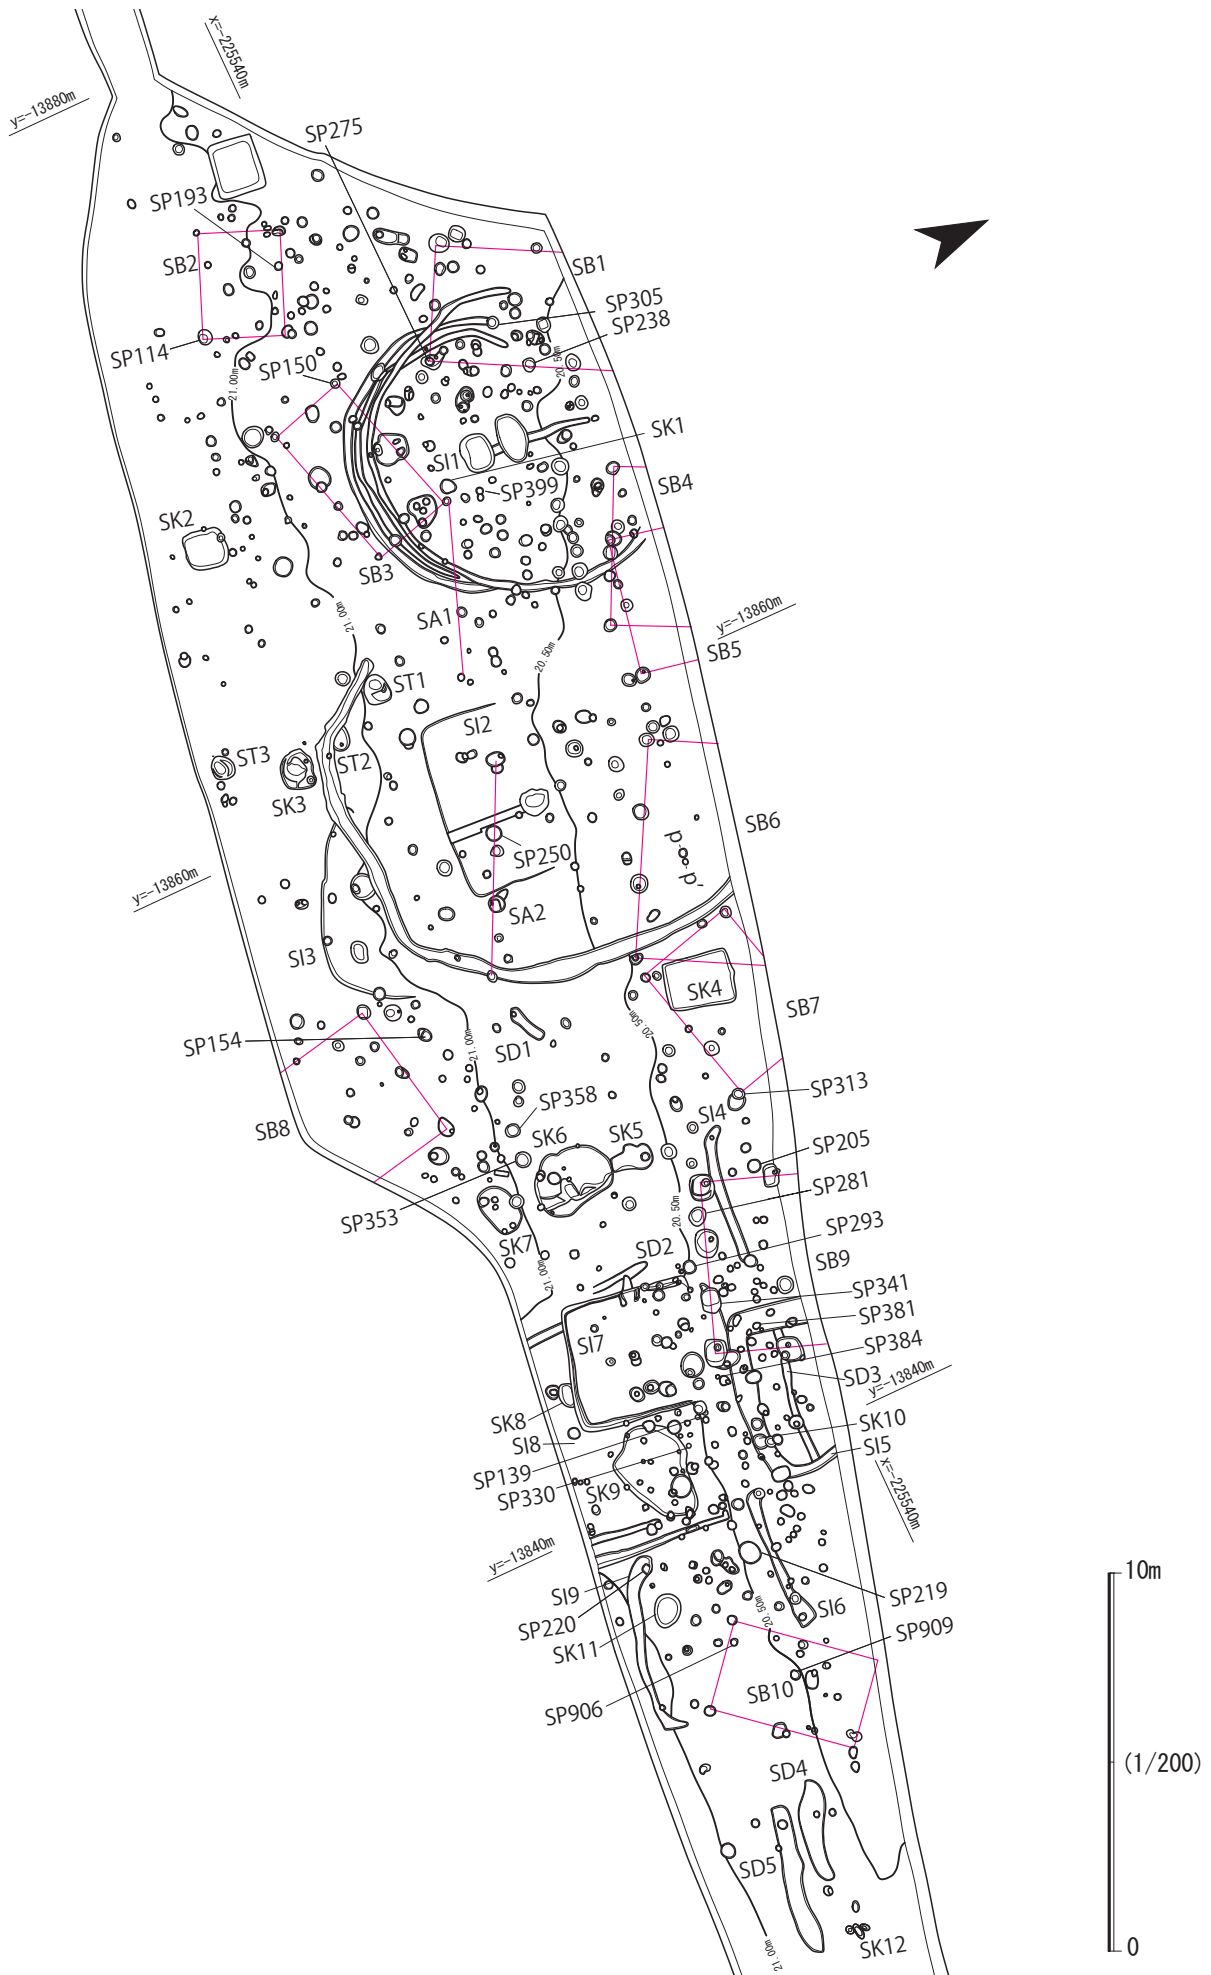 x=-225540m
y=-13880m
SP275
SP193
SB2
SB1
SP305
SP238
SP114
SP150
21.00m
20.50m
SK1
SI1
SB4
SP399
SK2
SB3
SA1
21.00m
y=-13860m
20.50m
SB5
ST1
SI2
ST3
ST2
SK3
SB6
p
p′
SP250
y=-13860m
SA2
SI3
SK4
SB7
SP154
SD1
20.50m
21.00m
SP313
SP358
SI4
SB8
SK6
SK5
SP205
SP281
SP353
20.50m
SP293
SK7
SD2
SB9
21.00m
SP341
SP381
SI7
SP384
SD3
y=-13840m
SK8
SK10
SI8
SI5
SP139
SP330
SK9
x=-225540m
y=-13840m
10m
SI9
SP219
SP220
20.50m
SI6
SK11
SP909
SB10
SP906
(1/200)
SD4
SD5
SK12
21.00m
0